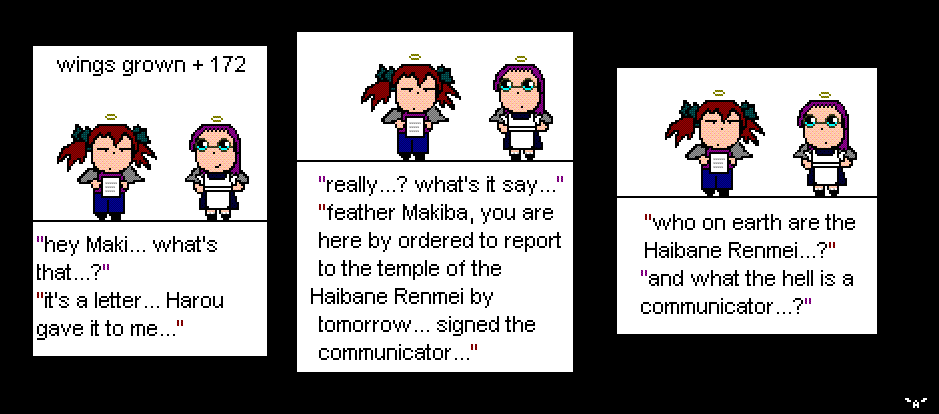 wings grown + 172
"hey Maki... what's
that...?"
"it's a letter... Harou
gave it to me..."
"really...? what's it say..."
"feather Makiba, you are
here by ordered to report
to the temple of the
Haibane Renmei by
tomorrow... signed the
communicator..."
"who on earth are the
Haibane Renmei...?"
"and what the hell is a
communicator...?"
"A"